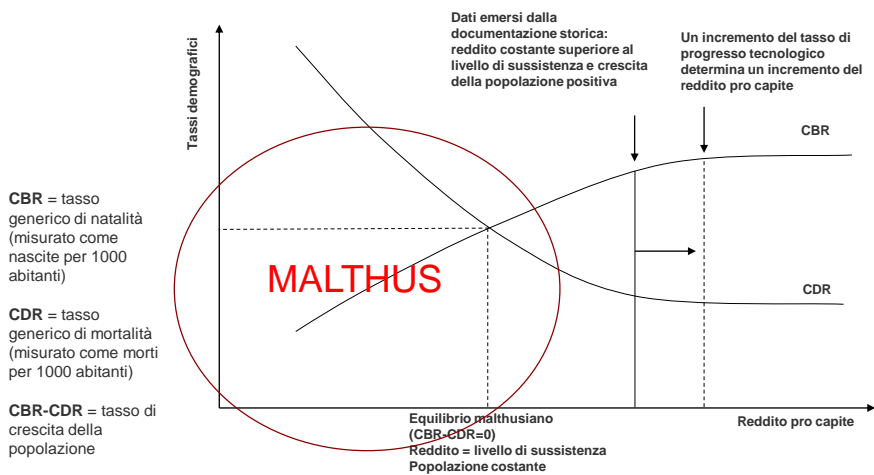 Dati emersi dalla
documentazione storica:
reddito costante superiore al
livello di sussistenza e crescita
della popolazione positiva
Un incremento del tasso di
progresso tecnologico
determina un incremento del
reddito pro capite
Tassi demografici
CBR
CBR = tasso
generico di natalità
(misurato come
nascite per 1000
abitanti)
MALTHUS
CDR
CDR = tasso
generico di mortalità
(misurato come morti
per 1000 abitanti)
CBR-CDR = tasso di
crescita della
popolazione
Equilibrio malthusiano
(CBR-CDR=0)
Reddito = livello di sussistenza
Popolazione costante
Reddito pro capite